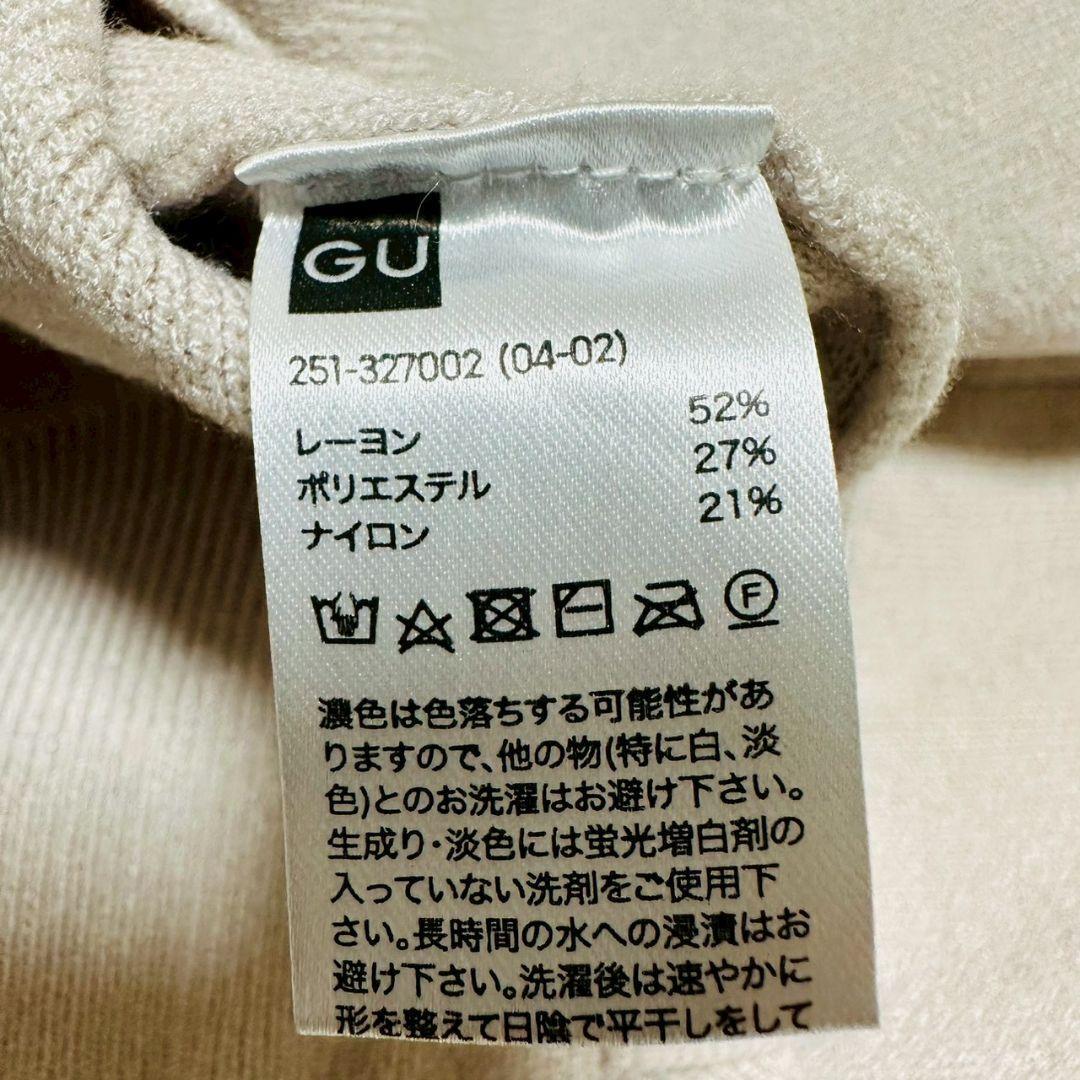 GU
251-327002 (04-02)
レーヨン 52%
ポリエステル 27%
ナイロン 21%
F
濃色は色落ちする可能性があ
りますので、他の物(特に白、淡
色)とのお洗濯はお避け下さい。
生成り・淡色には蛍光増白剤の
入っていない洗剤をご使用下
さい。長時間の水への浸漬はお
避け下さい。洗濯後は速やかに
形を整えて日陰で平干しをして